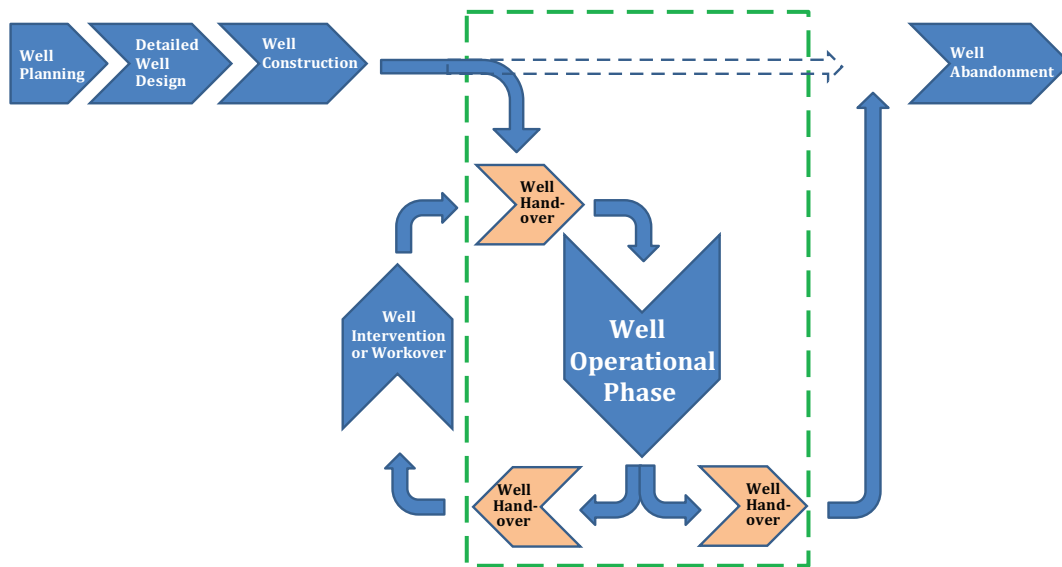 Well
Planning
Detailed
Well
Design
Well
Construction
Well
Abandonment
Well
Hand-
over
Well
Intervention
or Workover
Well
Operational
Phase
Well
Hand-
over
Well
Hand-
over